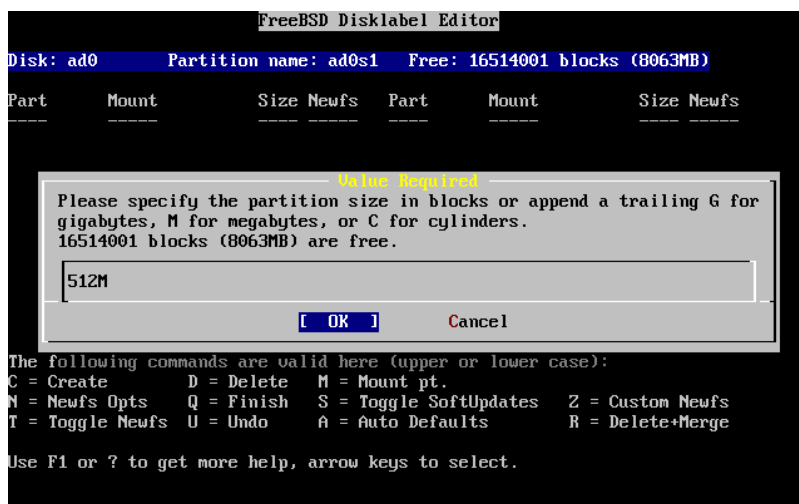 FreeBSD Disklabel Editor
Disk: ad0 Partition name: ad0s1 Free: 16514001 blocks (8063MB)
Part Mount Size Newfs Part Mount Size Newfs
---- ----- ---- ----- ---- ----- ---- -----
Value Required
Please specify the partition size in blocks or append a trailing G for
gigabytes, M for megabytes, or C for cylinders.
16514001 blocks (8063MB) are free.
512M
[ OK ] Cancel
The following commands are valid here (upper or lower case):
C = Create D = Delete M = Mount pt.
N = Newfs Opts Q = Finish S = Toggle SoftUpdates Z = Custom Newfs
T = Toggle Newfs U = Undo A = Auto Defaults R = Delete+Merge
Use F1 or ? to get more help, arrow keys to select.